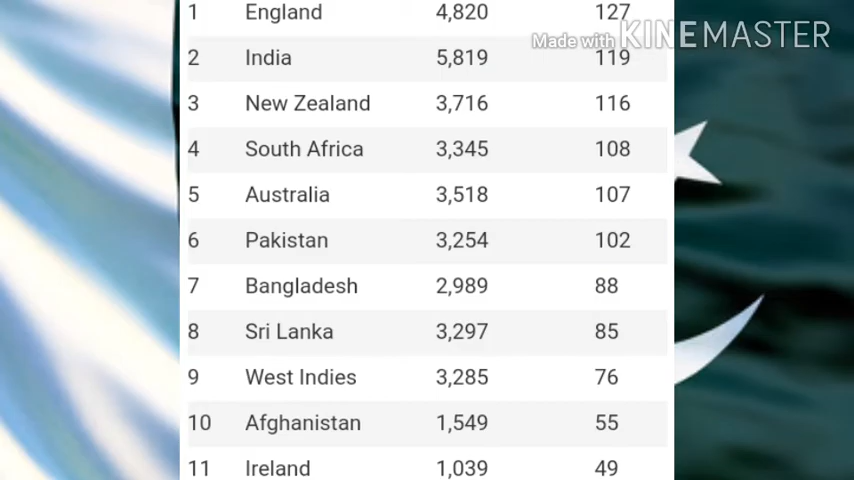 1 England 4,820 127
Made with KINEMASTER
2 India 5,819 119
3 New Zealand 3,716 116
4 South Africa 3,345 108
5 Australia 3,518 107
6 Pakistan 3,254 102
7 Bangladesh 2,989 88
8 Sri Lanka 3,297 85
9 West Indies 3,285 76
10 Afghanistan 1,549 55
11 Ireland 1,039 49